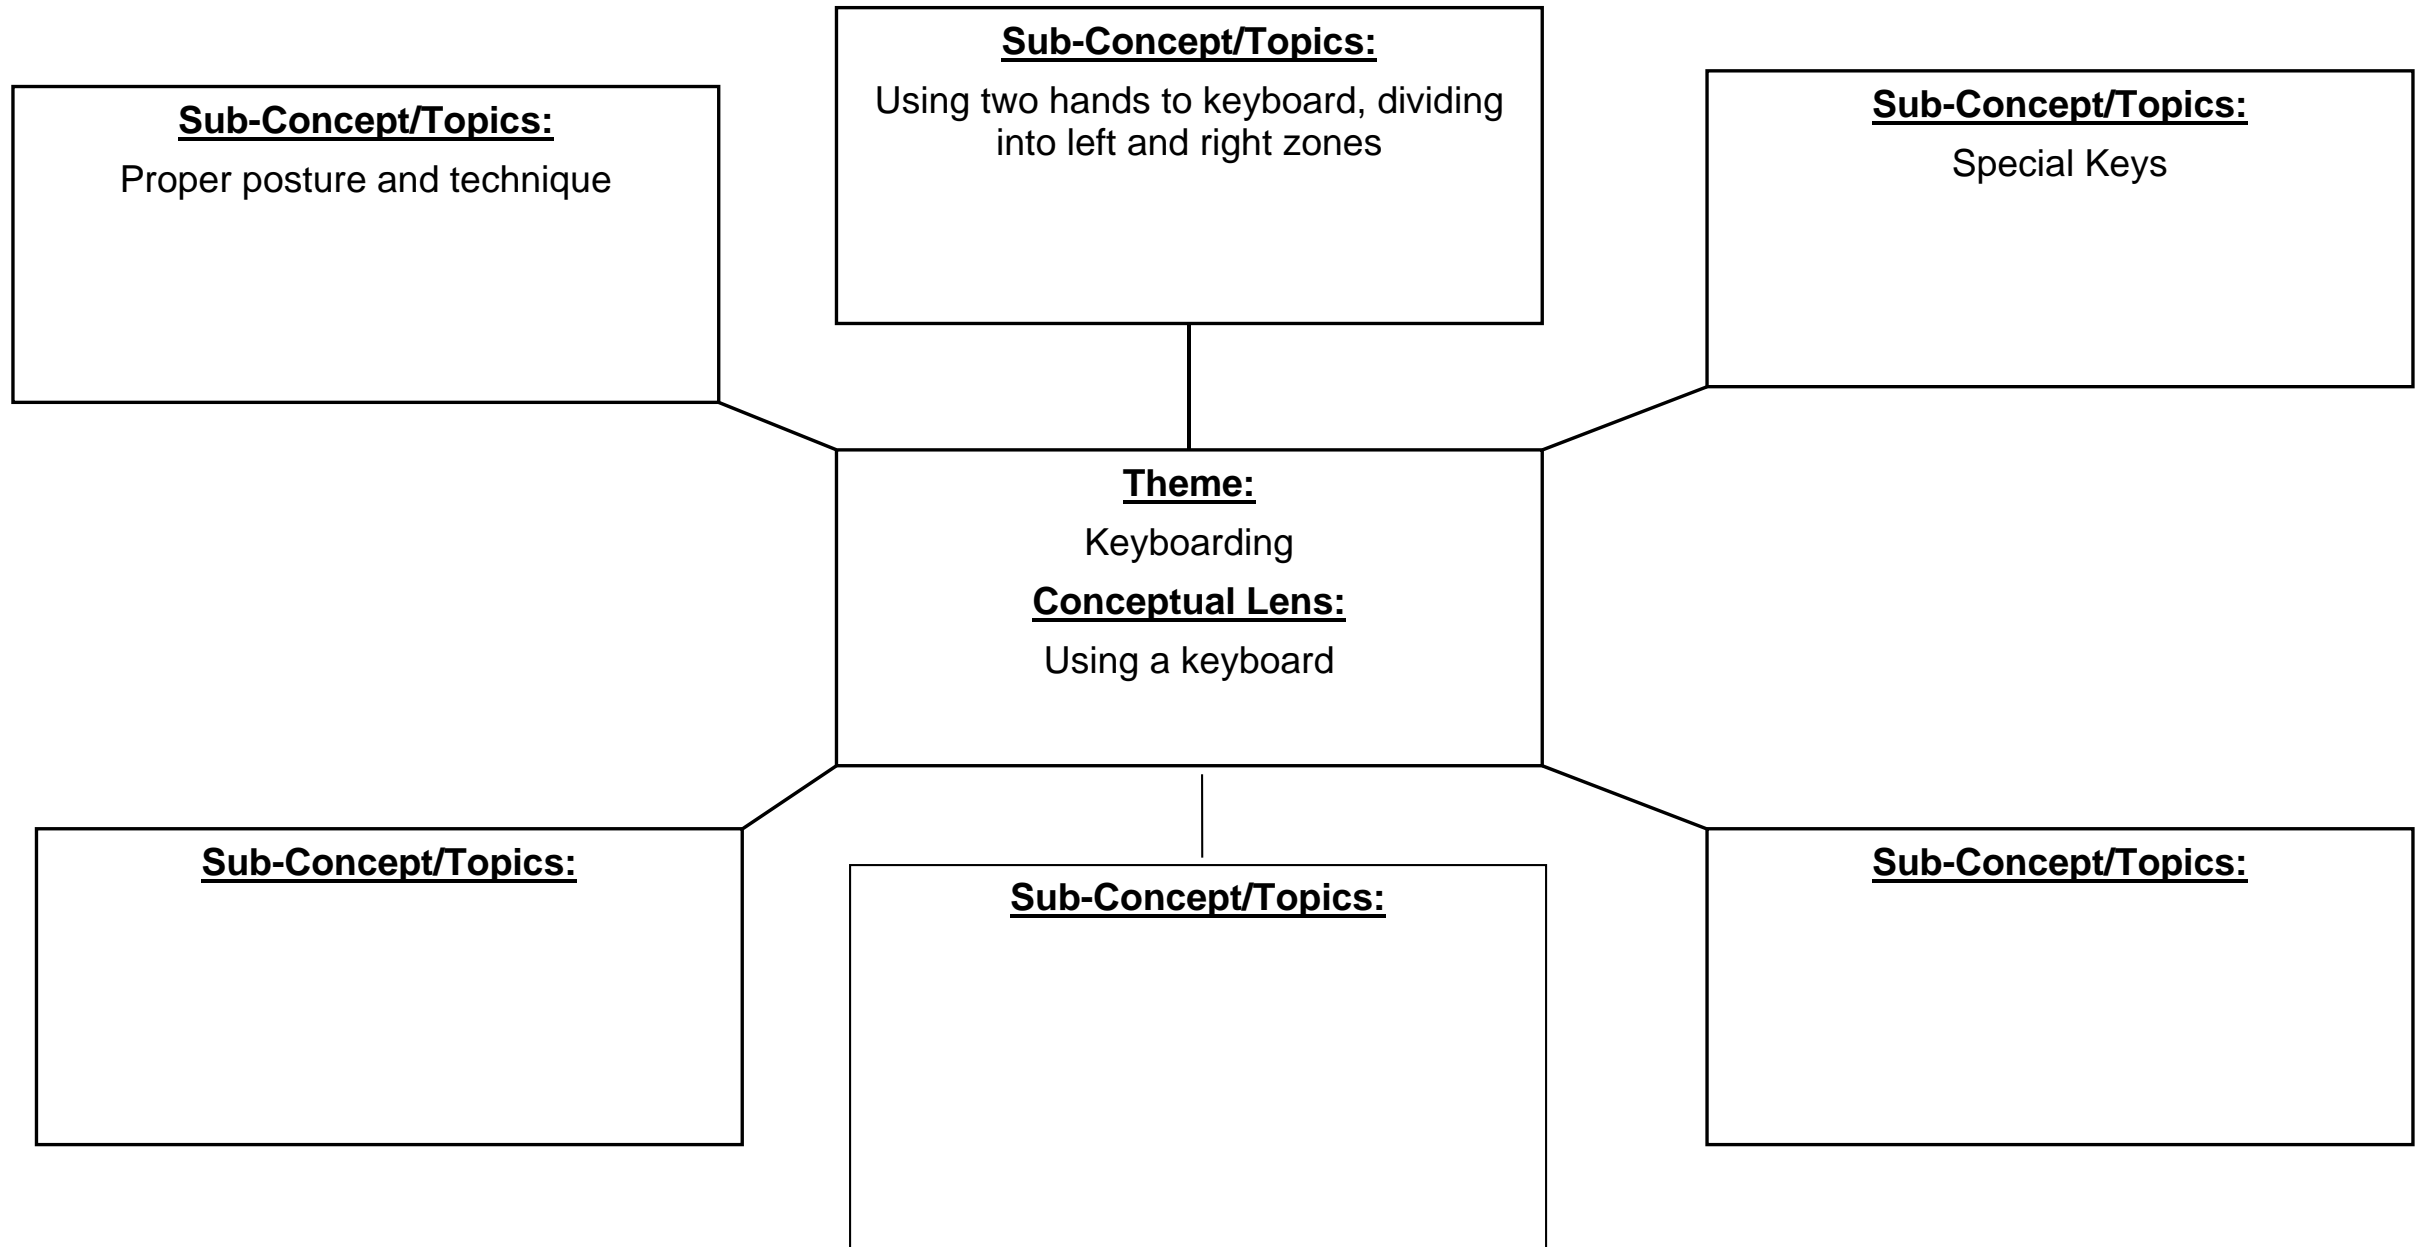 Sub-Concept/Topics:
Proper posture and technique
Sub-Concept/Topics:
Using two hands to keyboard, dividing
into left and right zones
Sub-Concept/Topics:
Special Keys
Theme:
Keyboarding
Conceptual Lens:
Using a keyboard
Sub-Concept/Topics:
Sub-Concept/Topics:
Sub-Concept/Topics: